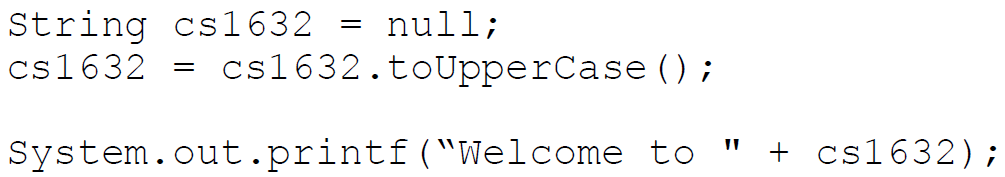 String cs1632 = null;
cs1632 = cs1632.toUpperCase();
System.out.printf(“Welcome to " + cs1632);